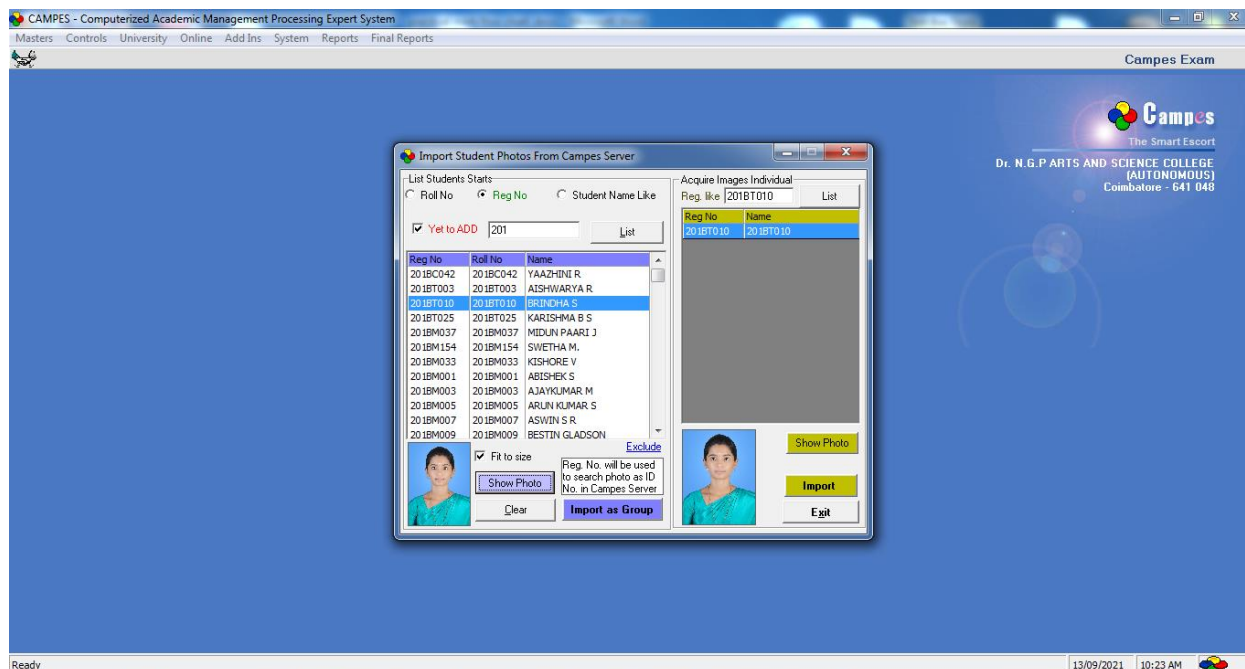 CAMPES - Computerized Academic Management Processing Expert System
Masters Controls University Online Add Ins System Reports Final Reports
Campes Exam
Campes
The Smart Escort
Dr. N.G.P ARTS AND SCIENCE COLLEGE
(AUTONOMOUS)
Coimbatore - 641 048
Import Student Photos From Campes Server
List Students Starts
Roll No Reg No Student Name Like
Yet to ADD 201 List
Reg No Roll No Name
201BC042 201BC042 YAAZHINI R
201BT003 201BT003 AISHWARYA R
201BT010 201BT010 BRINDHA S
201BT025 201BT025 KARISHMA B S
201BM037 201BM037 MIDUN PAARI J
201BM154 201BM154 SWETHA M.
201BM033 201BM033 KISHORE V
201BM001 201BM001 ABISHEK S
201BM003 201BM003 AJAYKUMAR M
201BM005 201BM005 ARUN KUMAR S
201BM007 201BM007 ASWIN S R
201BM009 201BM009 BESTIN GLADSON
Exclude
Fit to size
Show Photo
Clear
Reg. No. will be used
to search photo as ID
No. in Campes Server
Import as Group
Acquire Images Individual
Reg. like 201BT010 List
Reg No Name
201BT010 201BT010
Show Photo
Import
Exit
Ready
13/09/2021 10:23 AM